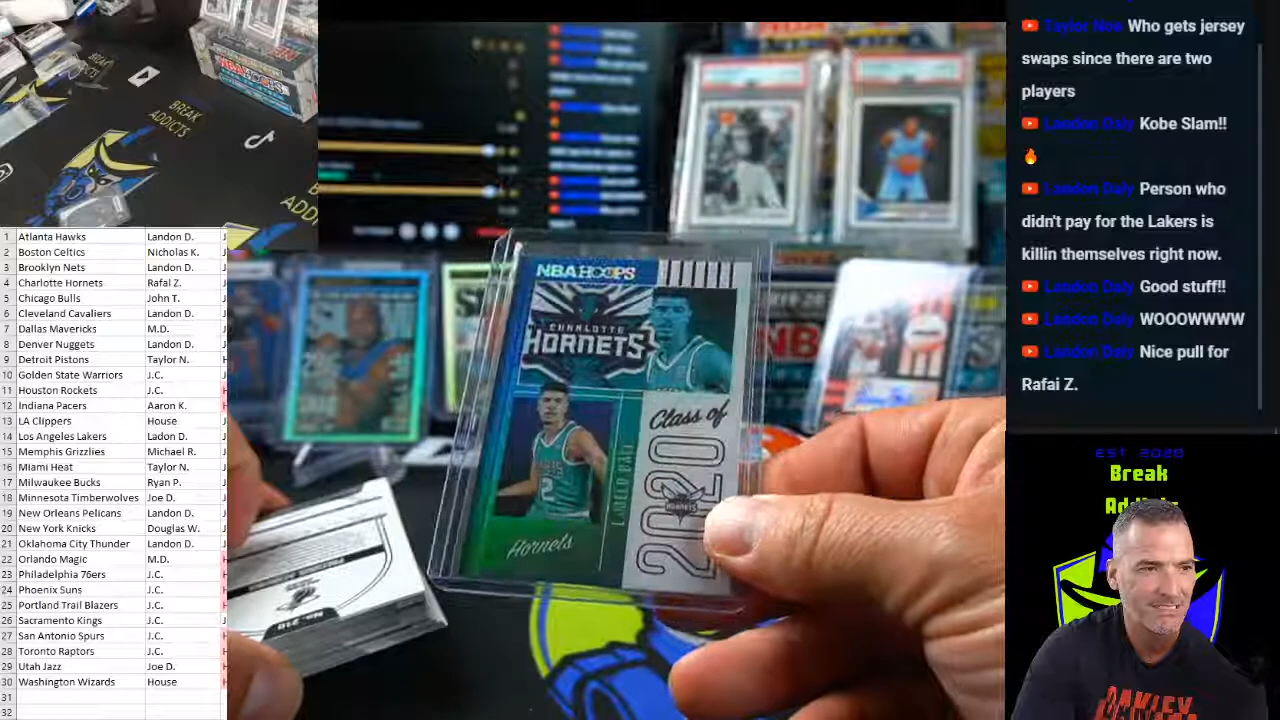 NBA HOOPS
BREAK
ADDICTS
1 Atlanta Hawks Landon D.
2 Boston Celtics Nicholas K.
3 Brooklyn Nets Landon D.
4 Charlotte Hornets Rafal Z.
5 Chicago Bulls John T.
6 Cleveland Cavaliers Landon D.
7 Dallas Mavericks M.D.
8 Denver Nuggets Landon D.
9 Detroit Pistons Taylor N.
10 Golden State Warriors J.C.
11 Houston Rockets J.C.
12 Indiana Pacers Aaron K.
13 LA Clippers House
14 Los Angeles Lakers Ladon D.
15 Memphis Grizzlies Michael R.
16 Miami Heat Taylor N.
17 Milwaukee Bucks Ryan P.
18 Minnesota Timberwolves Joe D.
19 New Orleans Pelicans Landon D.
20 New York Knicks Douglas W.
21 Oklahoma City Thunder Landon D.
22 Orlando Magic M.D.
23 Philadelphia 76ers J.C.
24 Phoenix Suns J.C.
25 Portland Trail Blazers J.C.
26 Sacramento Kings J.C.
27 San Antonio Spurs J.C.
28 Toronto Raptors J.C.
29 Utah Jazz Joe D.
30 Washington Wizards House
31
32
NBA HOOPS
CHARLOTTE
HORNETS
Class of
2020
HORNETS
LAMELO BALL
Hornets
NB
Taylor Noe Who gets jersey
swaps since there are two
players
Landon Daly Kobe Slam!!
Landon Daly Person who
didn't pay for the Lakers is
killin themselves right now.
Landon Daly Good stuff!!
Landon Daly WOOOWWWW
Landon Daly Nice pull for
Rafai Z.
EST 2020
Break
OAKLEY